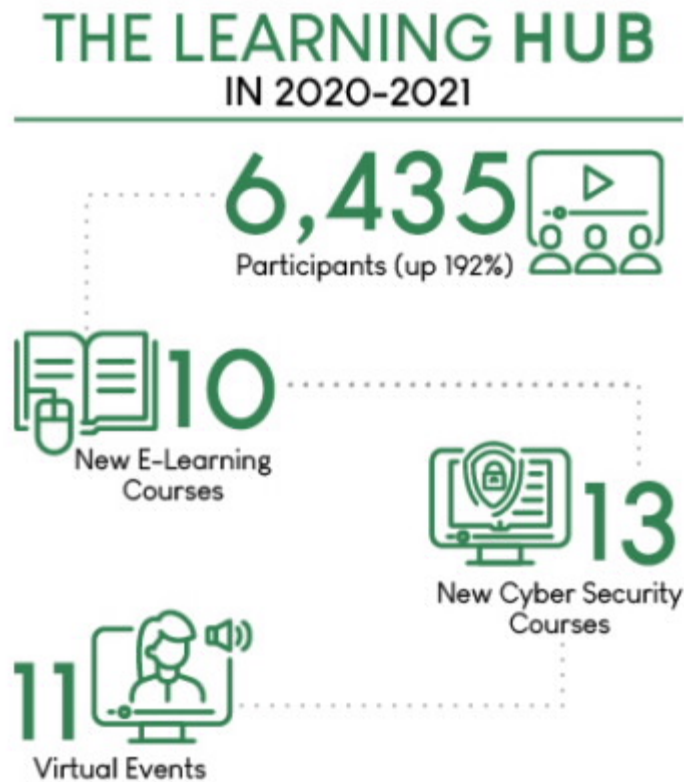 THE LEARNING HUB
IN 2020-2021
6,435
Participants (up 192%)
10
New E-Learning
Courses
13
New Cyber Security
Courses
11
Virtual Events